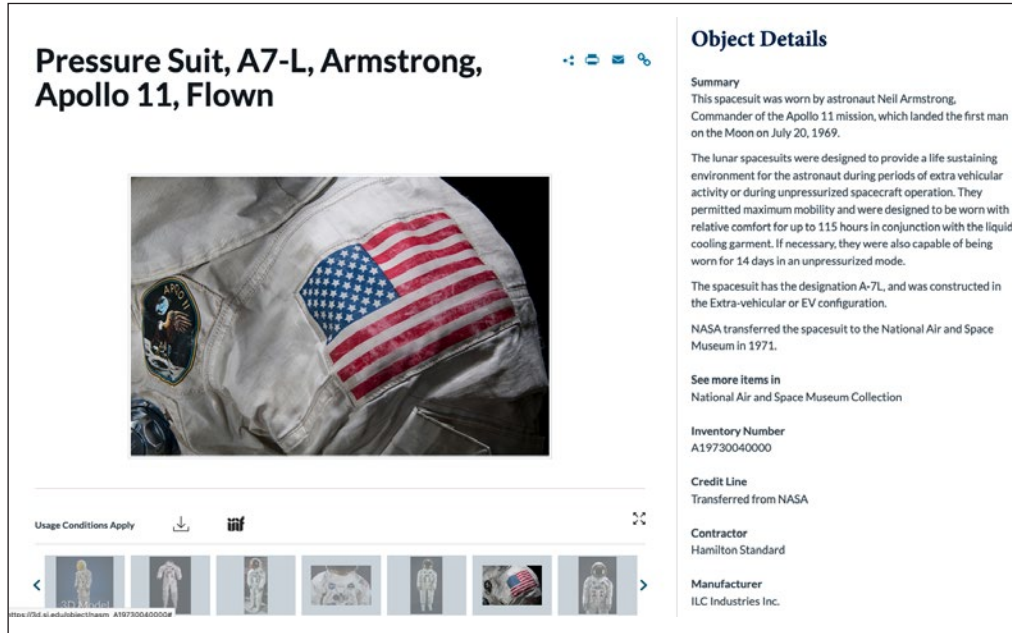 Pressure Suit, A7-L, Armstrong,
Apollo 11, Flown
APOLLO 11
Usage Conditions Apply
iiif
3D Model
https://3d.si.edu/object/nasm_A19730040000#
Object Details
Summary
This spacesuit was worn by astronaut Neil Armstrong,
Commander of the Apollo 11 mission, which landed the first man
on the Moon on July 20, 1969.
The lunar spacesuits were designed to provide a life sustaining
environment for the astronaut during periods of extra vehicular
activity or during unpressurized spacecraft operation. They
permitted maximum mobility and were designed to be worn with
relative comfort for up to 115 hours in conjunction with the liquid
cooling garment. If necessary, they were also capable of being
worn for 14 days in an unpressurized mode.
The spacesuit has the designation A-7L, and was constructed in
the Extra-vehicular or EV configuration.
NASA transferred the spacesuit to the National Air and Space
Museum in 1971.
See more items in
National Air and Space Museum Collection
Inventory Number
A19730040000
Credit Line
Transferred from NASA
Contractor
Hamilton Standard
Manufacturer
ILC Industries Inc.